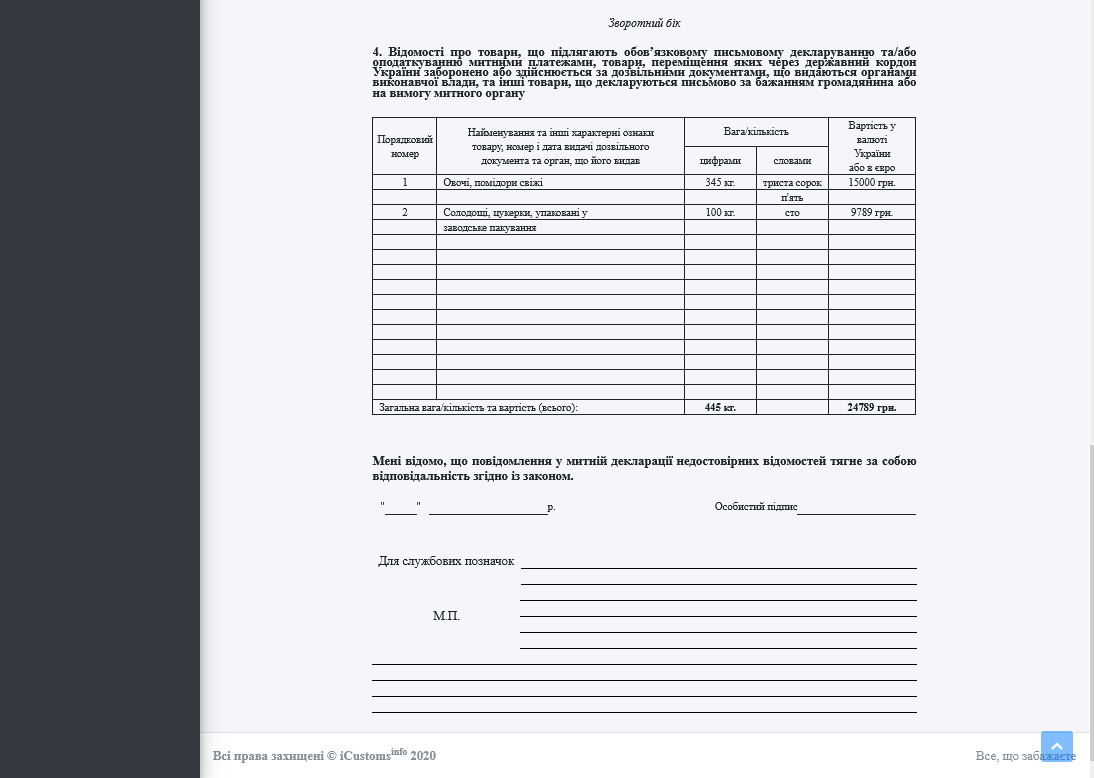 Зворотний бік
4. Відомості про товари, що підлягають обов’язковому письмовому декларуванню та/або
оподаткуванню митними платежами, товари, переміщення яких через державний кордон
України заборонено або здійснюється за дозвільними документами, що видаються органами
виконавчої влади, та інші товари, що декларуються письмово за бажанням громадянина або
на вимогу митного органу
Порядковий
номер
Найменування та інші характерні ознаки
товару, номер і дата видачі дозвільного
документа та орган, що його видав
Вага/кількість
цифрами
словами
Вартість у
валюті
України
або в євро
1 Овочі, помідори свіжі 345 кг. триста сорок 15000 грн.
п'ять
2 Солодощі, цукерки, упаковані у 100 кг. сто 9789 грн.
заводське пакування
Загальна вага/кількість та вартість (всього): 445 кг. 24789 грн.
Мені відомо, що повідомлення у митній декларації недостовірних відомостей тягне за собою
відповідальність згідно із законом.
"_____" ____________________р. Особистий підпис____________________
Для службових позначок
М.П.
Всі права захищені © iCustomsinfo 2020
Все, що забажаєте